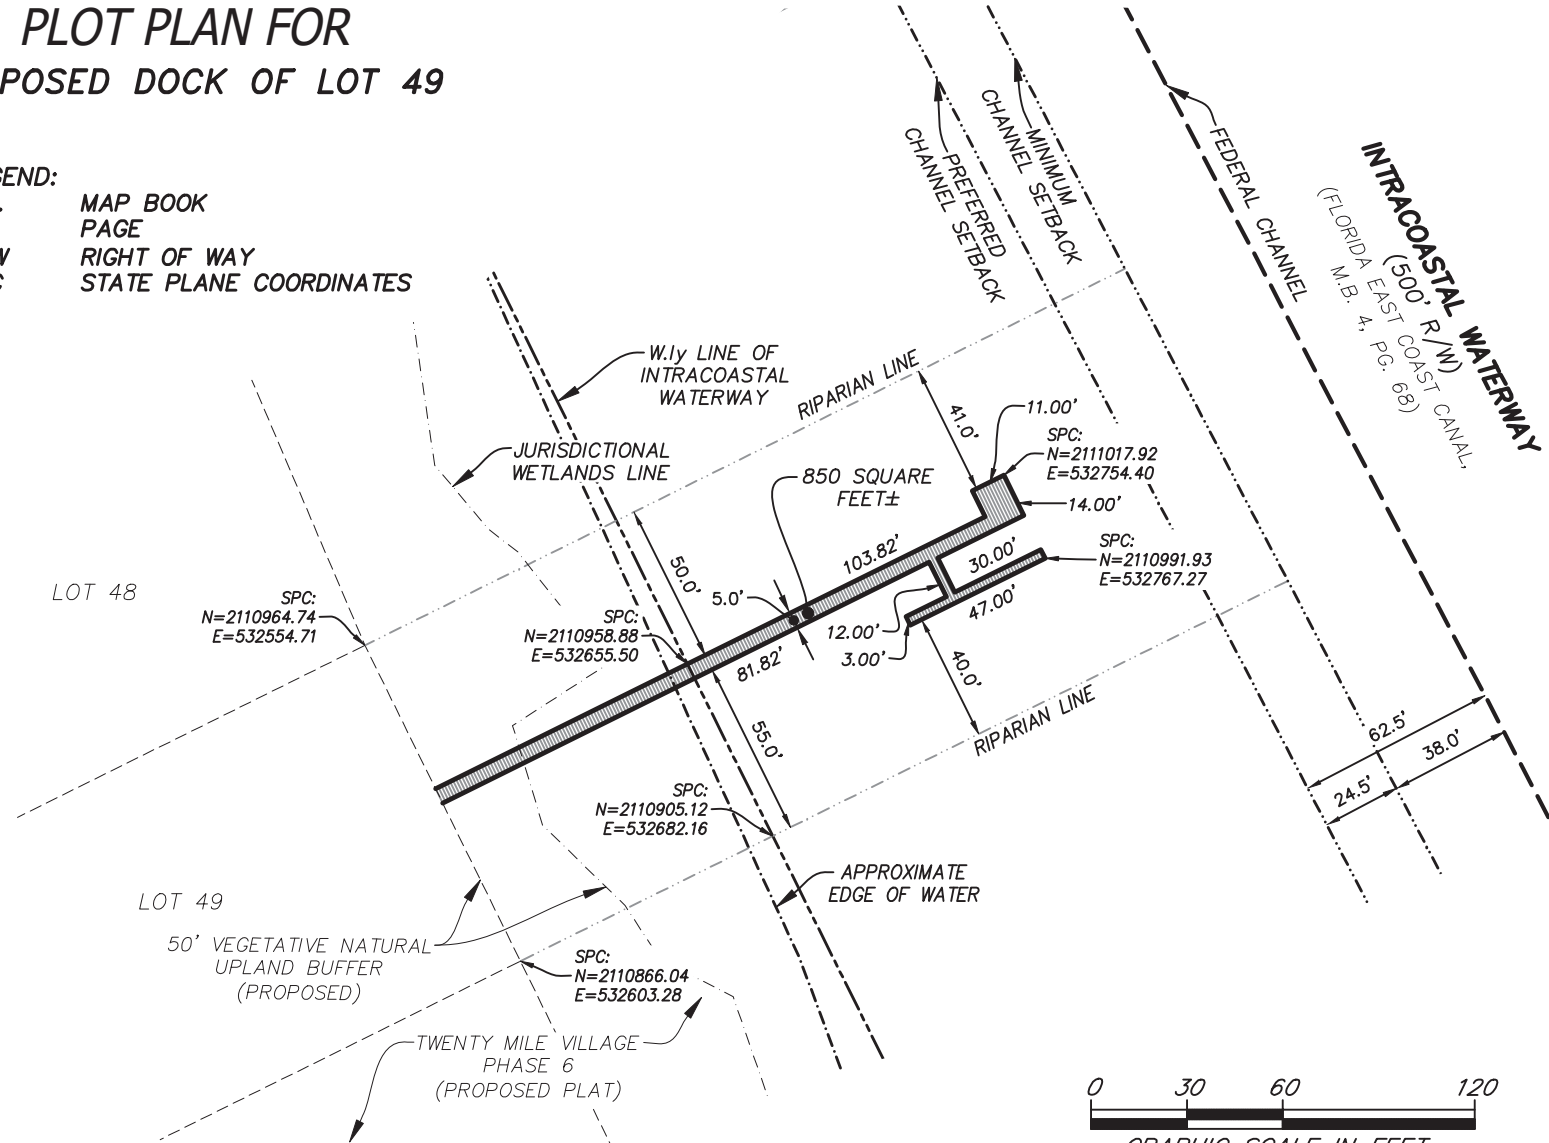 PLOT PLAN FOR
POSED DOCK OF LOT 49
GEND:
MAP BOOK
PAGE
W RIGHT OF WAY
C STATE PLANE COORDINATES
PREFERRED
CHANNEL SETBACK
MINIMUM
CHANNEL SETBACK
FEDERAL CHANNEL
INTRACOASTAL WATERWAY
(500' R/W)
(FLORIDA EAST COAST CANAL,
M.B. 4, PG. 68)
W.ly LINE OF
INTRACOASTAL
WATERWAY
RIPARIAN LINE
41.0'
11.00'
SPC:
N=2111017.92
E=532754.40
14.00'
JURISDICTIONAL
WETLANDS LINE
850 SQUARE
FEET±
103.82'
30.00'
SPC:
N=2110991.93
E=532767.27
50.0'
5.0'
LOT 48
SPC:
N=2110964.74
E=532554.71
SPC:
N=2110958.88
E=532655.50
81.82'
12.00'
3.00'
47.00'
40.0'
RIPARIAN LINE
55.0'
62.5'
38.0'
24.5'
SPC:
N=2110905.12
E=532682.16
APPROXIMATE
EDGE OF WATER
LOT 49
50' VEGETATIVE NATURAL
UPLAND BUFFER
(PROPOSED)
SPC:
N=2110866.04
E=532603.28
TWENTY MILE VILLAGE
PHASE 6
(PROPOSED PLAT)
0 30 60 120
GRAPHIC SCALE IN FEET